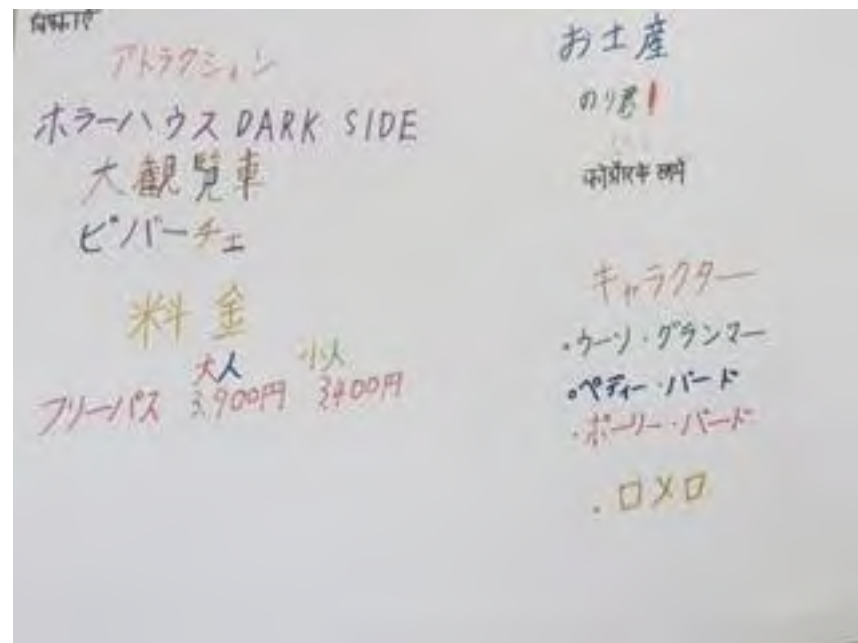 アトラクション
ホラーハウス DARK SIDE
大観覧車
ピバーチェ
料金
大人 小人
フリーパス 3,900円 3400円
お土産
のり君!
キャラクター
・ウーソ・グランマー
・ペディー・バード
・ポーリー・バード
・ロメロ